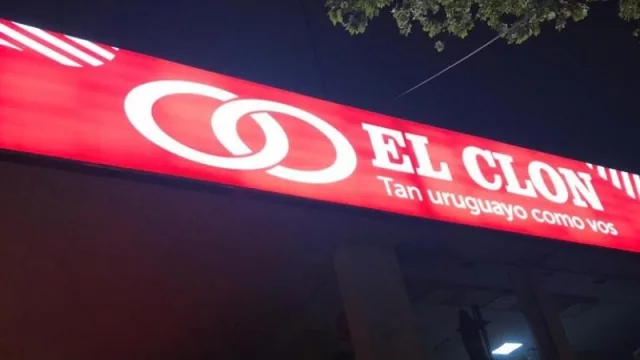 EL CLON
Tan uruguayo como vos